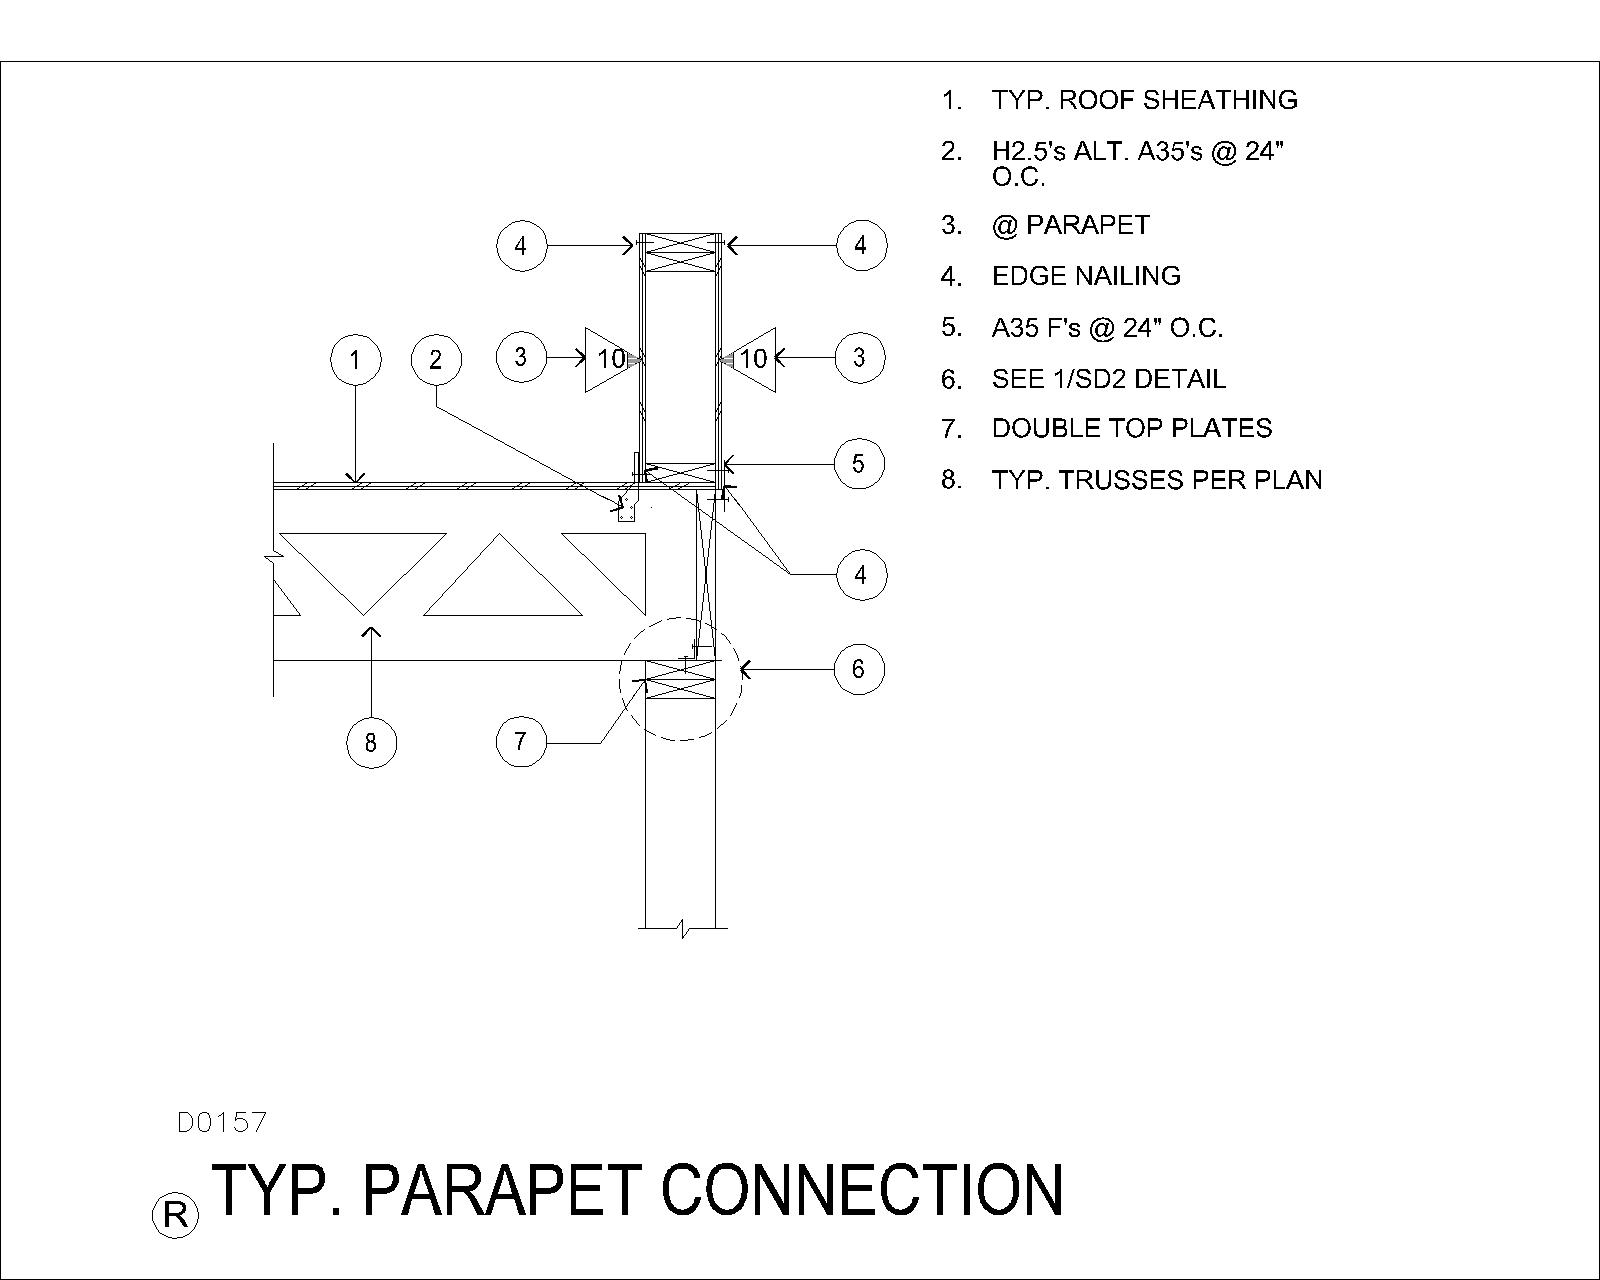 1. TYP. ROOF SHEATHING
2. H2.5's ALT. A35's @ 24"
O.C.
3. @ PARAPET
4. EDGE NAILING
5. A35 F's @ 24" O.C.
6. SEE 1/SD2 DETAIL
7. DOUBLE TOP PLATES
8. TYP. TRUSSES PER PLAN
4 4
1 2 3 10 10 3
5
4
6
8 7
D0157
R TYP. PARAPET CONNECTION